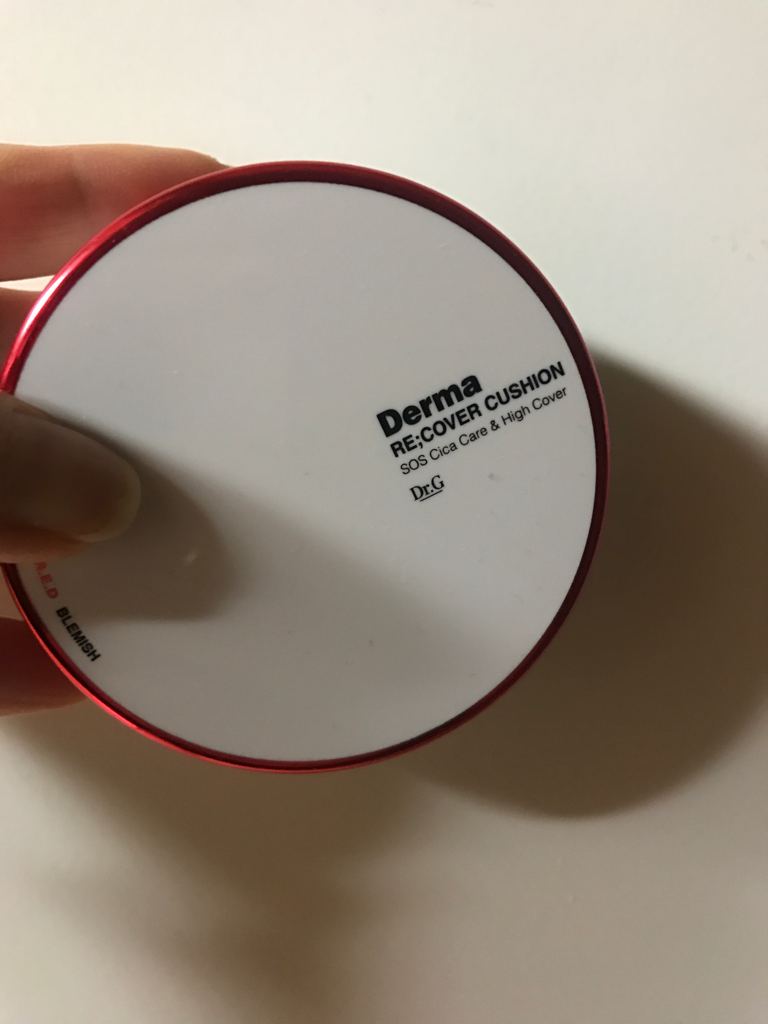 Derma
RE;COVER CUSHION
SOS Cica Care & High Cover
Dr.G
BLEMISH